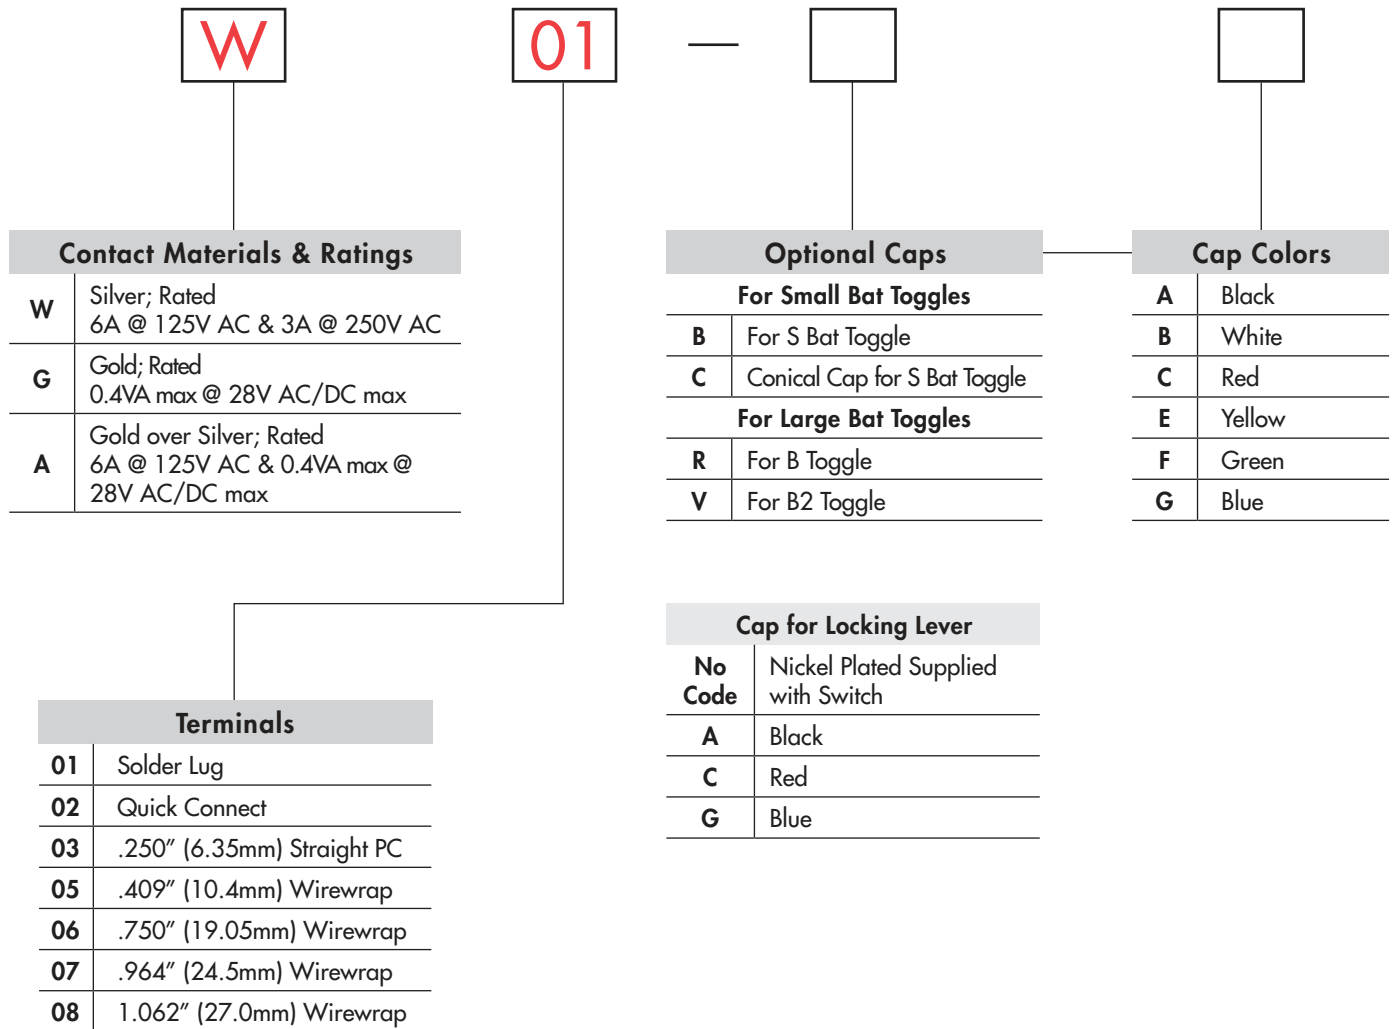 W 01 —
Contact Materials & Ratings
W Silver; Rated
6A @ 125V AC & 3A @ 250V AC
G Gold; Rated
0.4VA max @ 28V AC/DC max
A Gold over Silver; Rated
6A @ 125V AC & 0.4VA max @
28V AC/DC max
Terminals
01 Solder Lug
02 Quick Connect
03 .250" (6.35mm) Straight PC
05 .409" (10.4mm) Wirewrap
06 .750" (19.05mm) Wirewrap
07 .964" (24.5mm) Wirewrap
08 1.062" (27.0mm) Wirewrap
Optional Caps
For Small Bat Toggles
B For S Bat Toggle
C Conical Cap for S Bat Toggle
For Large Bat Toggles
R For B Toggle
V For B2 Toggle
Cap for Locking Lever
No Code Nickel Plated Supplied
with Switch
A Black
C Red
G Blue
Cap Colors
A Black
B White
C Red
E Yellow
F Green
G Blue